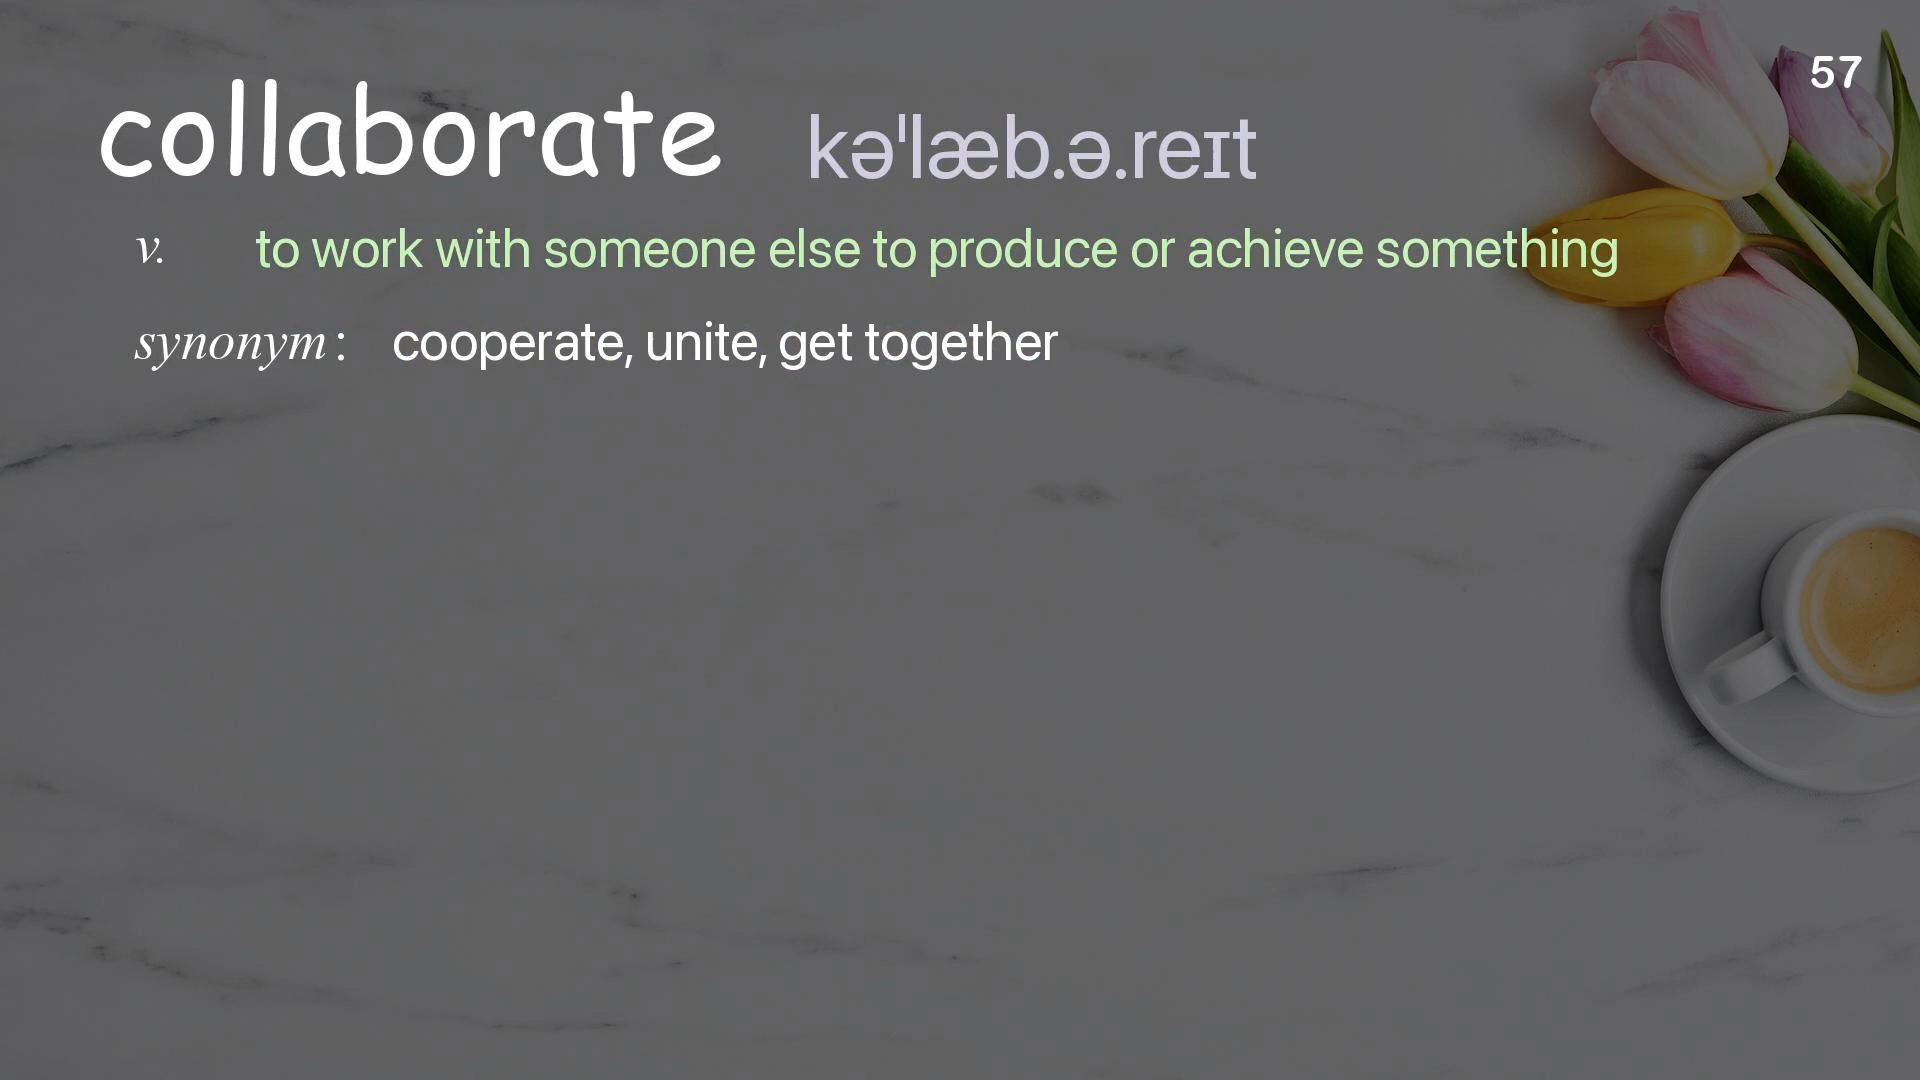 57
collaborate kəˈlæb.ə.reɪt
v. to work with someone else to produce or achieve something
synonym : cooperate, unite, get together